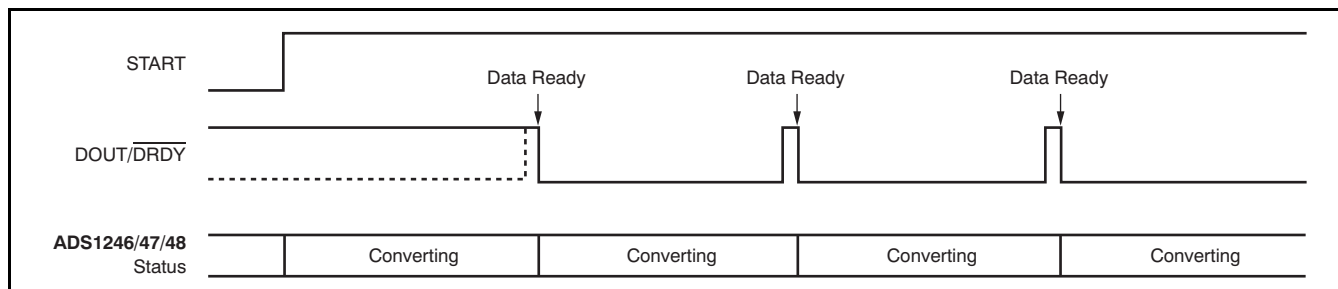 START
Data Ready Data Ready Data Ready
DOUT/DRDY
ADS1246/47/48
Status
Converting Converting Converting Converting